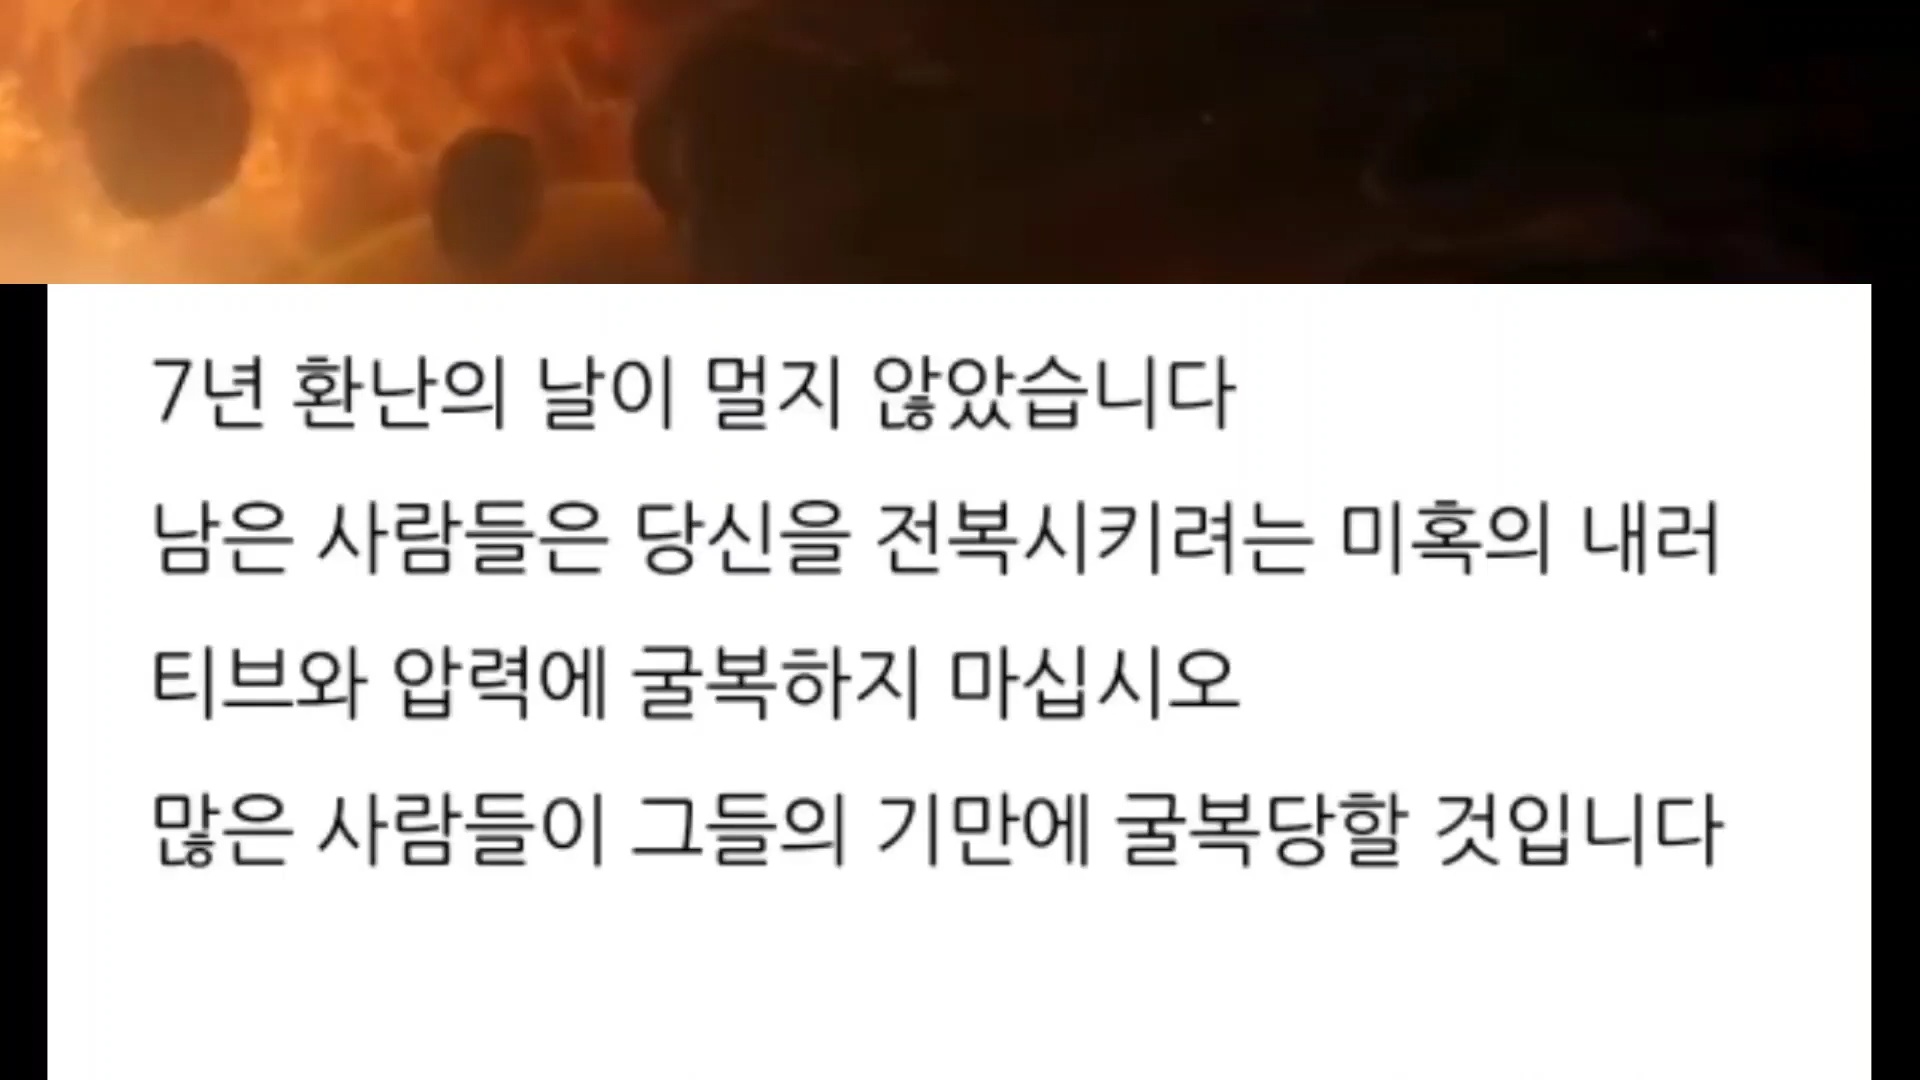 7년 환난의 날이 멀지 않았습니다
남은 사람들은 당신을 전복시키려는 미혹의 내러
티브와 압력에 굴복하지 마십시오
많은 사람들이 그들의 기만에 굴복당할 것입니다